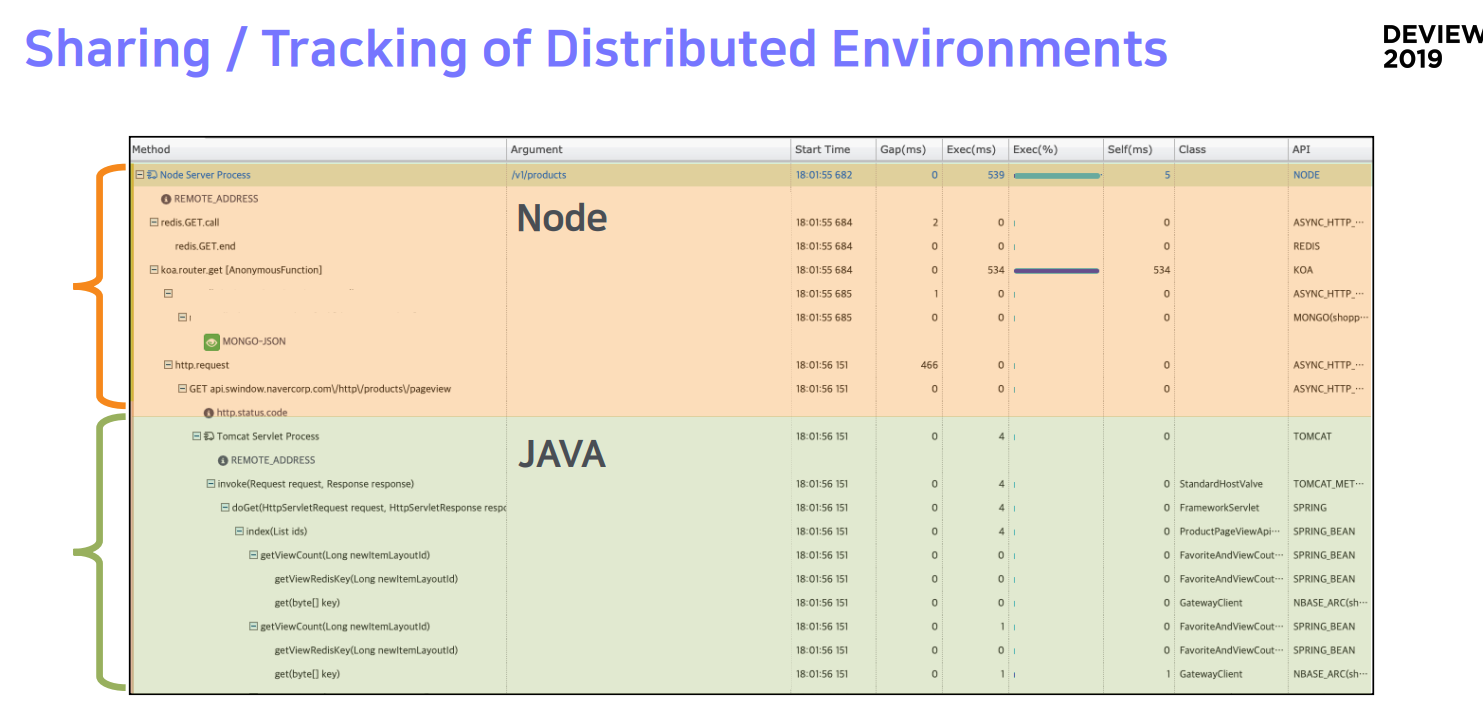 Sharing / Tracking of Distributed Environments
DEVIEW
2019
Method Argument Start Time Gap(ms) Exec(ms) Exec(%) Self(ms) Class API
Node Server Process /v1/products 18:01:55 682 0 539 5 NODE
REMOTE_ADDRESS
Node
redis.GET.call 18:01:55 684 2 0 0 ASYNC_HTTP_···
redis.GET.end 18:01:55 684 0 0 0 REDIS
koa.router.get [AnonymousFunction] 18:01:55 684 0 534 534 KOA
18:01:55 685 1 0 0 ASYNC_HTTP_···
18:01:55 685 0 0 0 MONGO(shopp···
MONGO-JSON
http.request 18:01:56 151 466 0 0 ASYNC_HTTP_···
GET api.swindow.navercorp.com\/http\/products\/pageview 18:01:56 151 0 0 0 ASYNC_HTTP_···
http.status.code
Tomcat Servlet Process 18:01:56 151 0 4 0 TOMCAT
JAVA
REMOTE_ADDRESS
invoke(Request request, Response response) 18:01:56 151 0 4 0 StandardHostValve TOMCAT_MET···
doGet(HttpServletRequest request, HttpServletResponse respo 18:01:56 151 0 4 0 FrameworkServlet SPRING
index(List ids) 18:01:56 151 0 4 0 ProductPageViewApi··· SPRING_BEAN
getViewCount(Long newItemLayoutId) 18:01:56 151 0 0 0 FavoriteAndViewCout··· SPRING_BEAN
getViewRedisKey(Long newItemLayoutId) 18:01:56 151 0 0 0 FavoriteAndViewCout··· SPRING_BEAN
get(byte[] key) 18:01:56 151 0 0 0 GatewayClient NBASE_ARC(sh···
getViewCount(Long newItemLayoutId) 18:01:56 151 0 1 0 FavoriteAndViewCout··· SPRING_BEAN
getViewRedisKey(Long newItemLayoutId) 18:01:56 151 0 0 0 FavoriteAndViewCout··· SPRING_BEAN
get(byte[] key) 18:01:56 151 0 1 1 GatewayClient NBASE_ARC(sh···